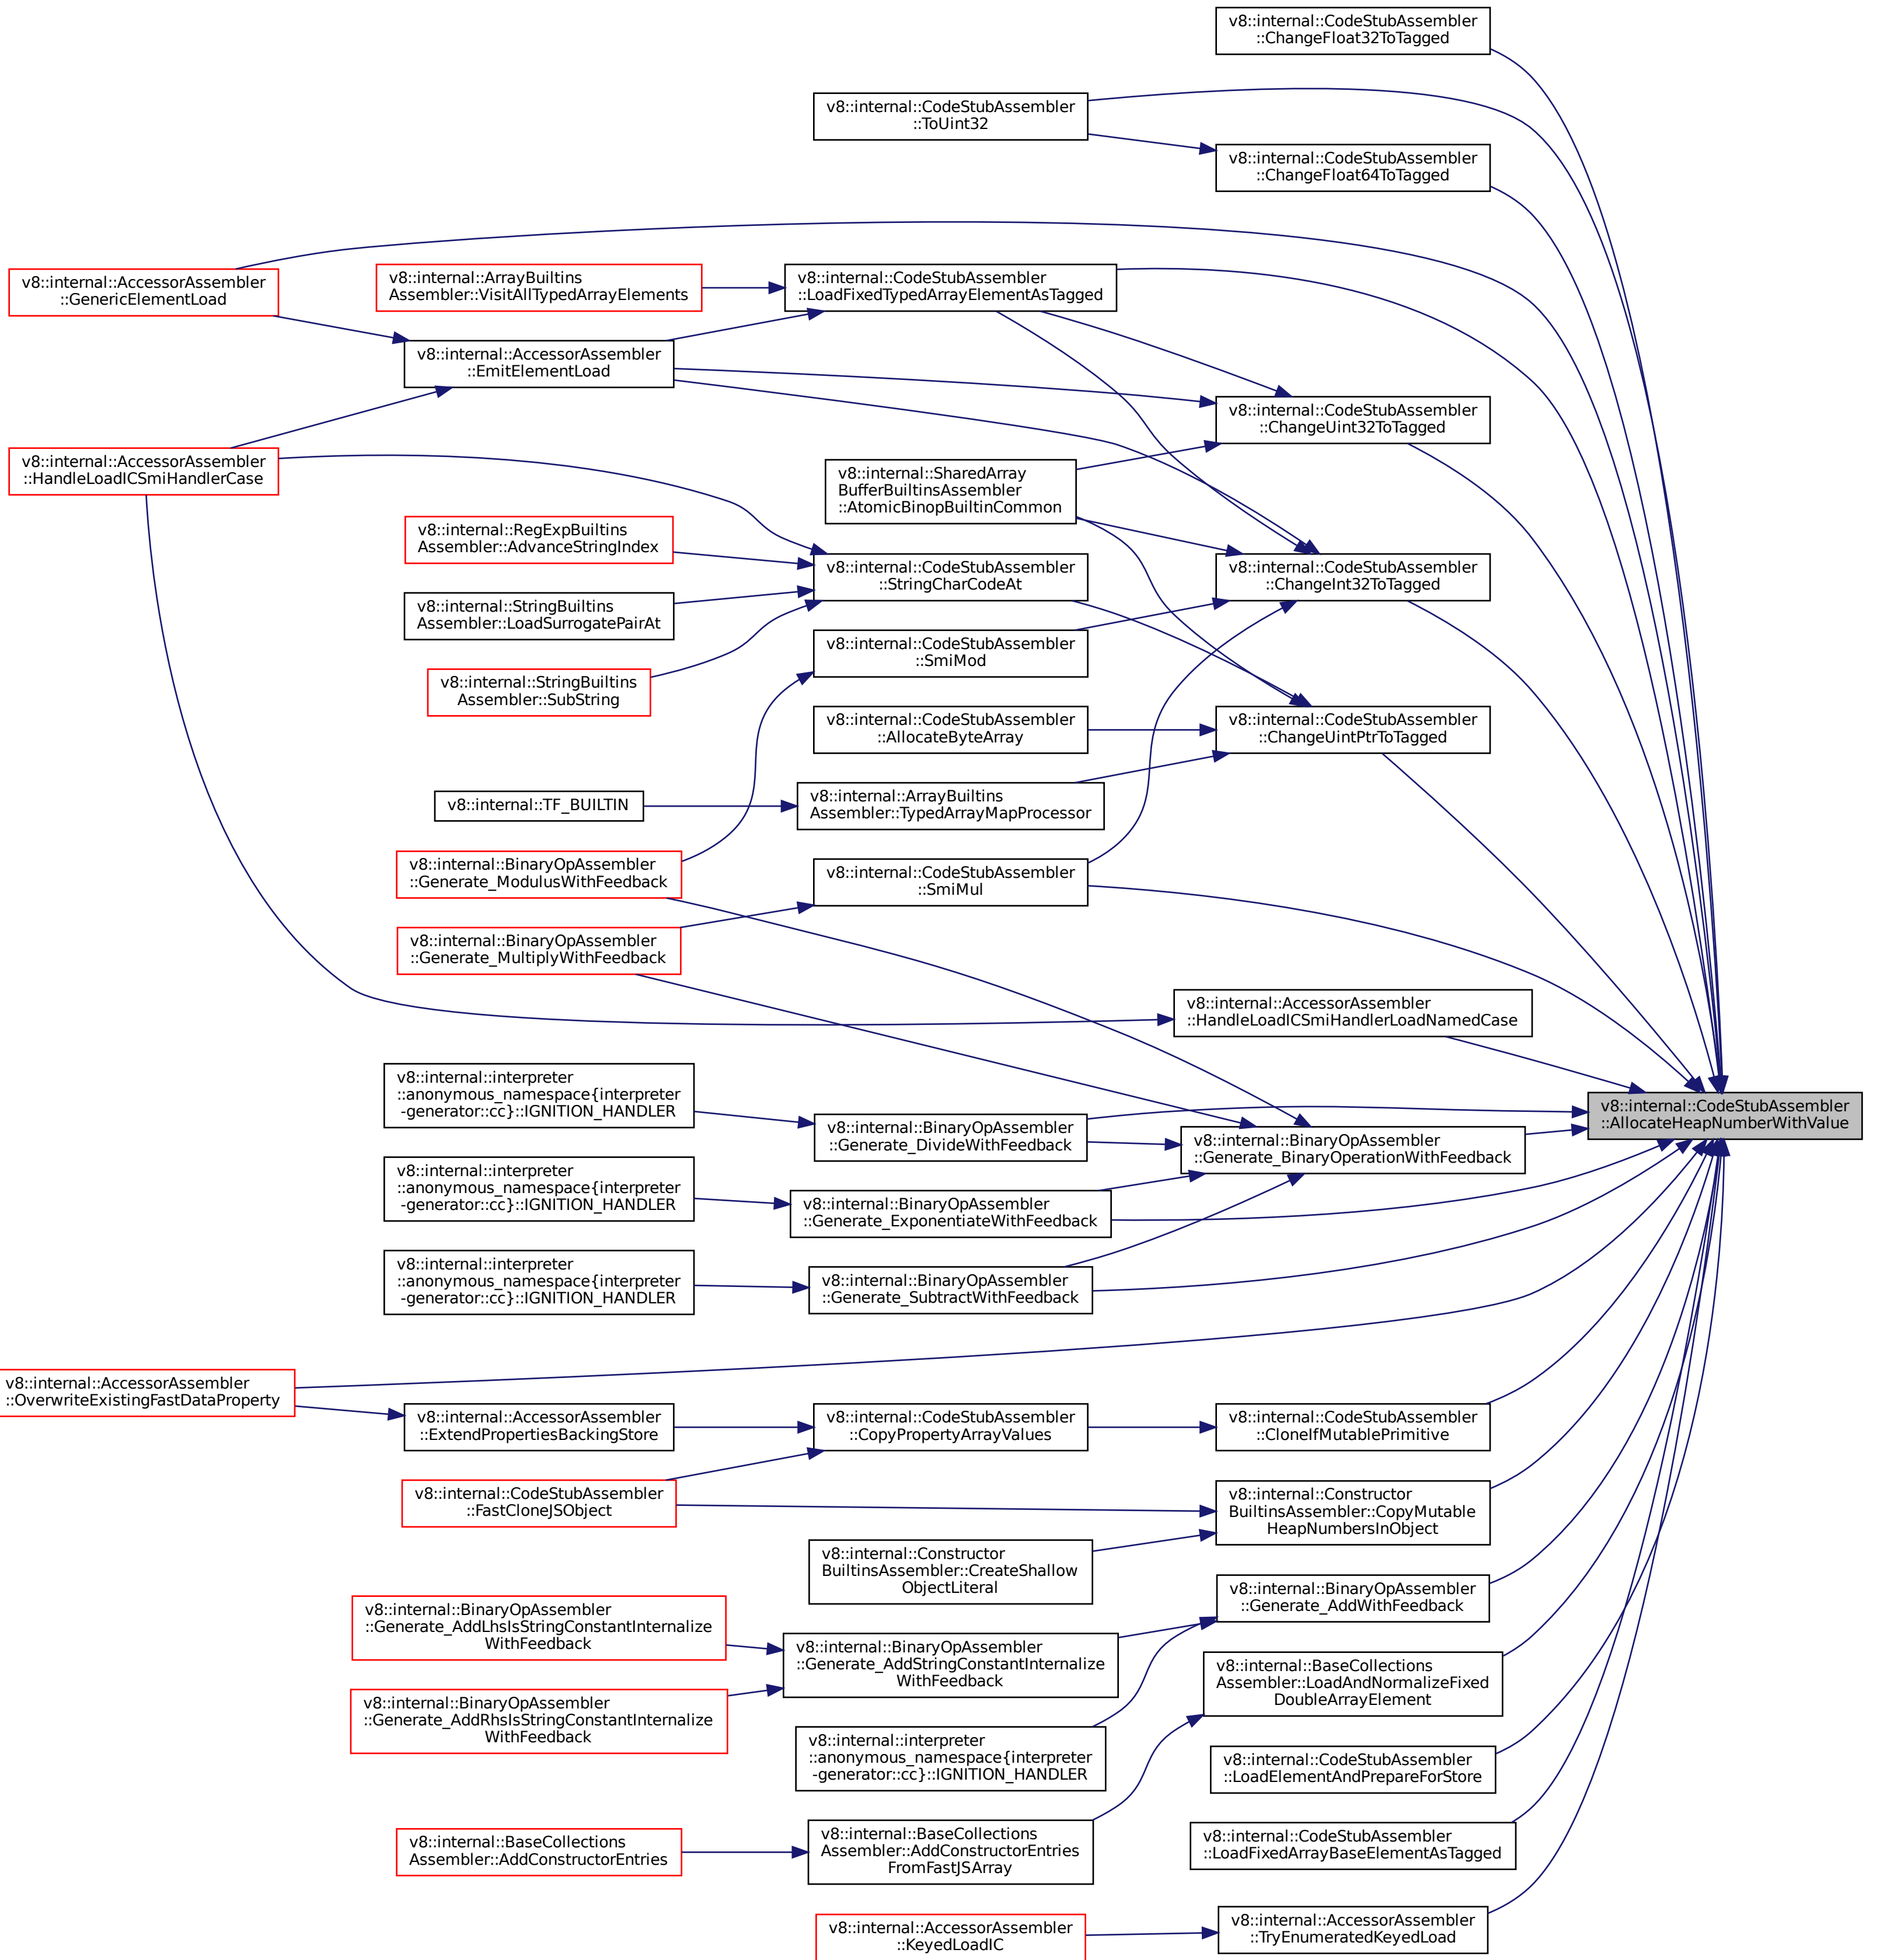 v8::internal::CodeStubAssembler
::ChangeFloat32ToTagged
v8::internal::CodeStubAssembler
::ToUint32
v8::internal::CodeStubAssembler
::ChangeFloat64ToTagged
v8::internal::AccessorAssembler
::GenericElementLoad
v8::internal::ArrayBuiltins
Assembler::VisitAllTypedArrayElements
v8::internal::CodeStubAssembler
::LoadFixedTypedArrayElementAsTagged
v8::internal::AccessorAssembler
::EmitElementLoad
v8::internal::CodeStubAssembler
::ChangeUint32ToTagged
v8::internal::AccessorAssembler
::HandleLoadICSmiHandlerCase
v8::internal::SharedArray
BufferBuiltinsAssembler
::AtomicBinopBuiltinCommon
v8::internal::RegExpBuiltins
Assembler::AdvanceStringIndex
v8::internal::CodeStubAssembler
::StringCharCodeAt
v8::internal::CodeStubAssembler
::ChangeInt32ToTagged
v8::internal::StringBuiltins
Assembler::LoadSurrogatePairAt
v8::internal::CodeStubAssembler
::SmiMod
v8::internal::StringBuiltins
Assembler::SubString
v8::internal::CodeStubAssembler
::AllocateByteArray
v8::internal::CodeStubAssembler
::ChangeUintPtrToTagged
v8::internal::TF_BUILTIN
v8::internal::ArrayBuiltins
Assembler::TypedArrayMapProcessor
v8::internal::BinaryOpAssembler
::Generate_ModulusWithFeedback
v8::internal::CodeStubAssembler
::SmiMul
v8::internal::BinaryOpAssembler
::Generate_MultiplyWithFeedback
v8::internal::AccessorAssembler
::HandleLoadICSmiHandlerLoadNamedCase
v8::internal::interpreter
::anonymous_namespace{interpreter
-generator::cc}::IGNITION_HANDLER
v8::internal::BinaryOpAssembler
::Generate_DivideWithFeedback
v8::internal::BinaryOpAssembler
::Generate_BinaryOperationWithFeedback
v8::internal::CodeStubAssembler
::AllocateHeapNumberWithValue
v8::internal::interpreter
::anonymous_namespace{interpreter
-generator::cc}::IGNITION_HANDLER
v8::internal::BinaryOpAssembler
::Generate_ExponentiateWithFeedback
v8::internal::interpreter
::anonymous_namespace{interpreter
-generator::cc}::IGNITION_HANDLER
v8::internal::BinaryOpAssembler
::Generate_SubtractWithFeedback
v8::internal::AccessorAssembler
::OverwriteExistingFastDataProperty
v8::internal::AccessorAssembler
::ExtendPropertiesBackingStore
v8::internal::CodeStubAssembler
::CopyPropertyArrayValues
v8::internal::CodeStubAssembler
::CloneIfMutablePrimitive
v8::internal::CodeStubAssembler
::FastCloneJSObject
v8::internal::Constructor
BuiltinsAssembler::CopyMutable
HeapNumbersInObject
v8::internal::Constructor
BuiltinsAssembler::CreateShallow
ObjectLiteral
v8::internal::BinaryOpAssembler
::Generate_AddWithFeedback
v8::internal::BinaryOpAssembler
::Generate_AddLhsIsStringConstantInternalize
WithFeedback
v8::internal::BinaryOpAssembler
::Generate_AddStringConstantInternalize
WithFeedback
v8::internal::BaseCollections
Assembler::LoadAndNormalizeFixed
DoubleArrayElement
v8::internal::BinaryOpAssembler
::Generate_AddRhsIsStringConstantInternalize
WithFeedback
v8::internal::interpreter
::anonymous_namespace{interpreter
-generator::cc}::IGNITION_HANDLER
v8::internal::CodeStubAssembler
::LoadElementAndPrepareForStore
v8::internal::BaseCollections
Assembler::AddConstructorEntries
v8::internal::BaseCollections
Assembler::AddConstructorEntries
FromFastJSArray
v8::internal::CodeStubAssembler
::LoadFixedArrayBaseElementAsTagged
v8::internal::AccessorAssembler
::KeyedLoadIC
v8::internal::AccessorAssembler
::TryEnumeratedKeyedLoad